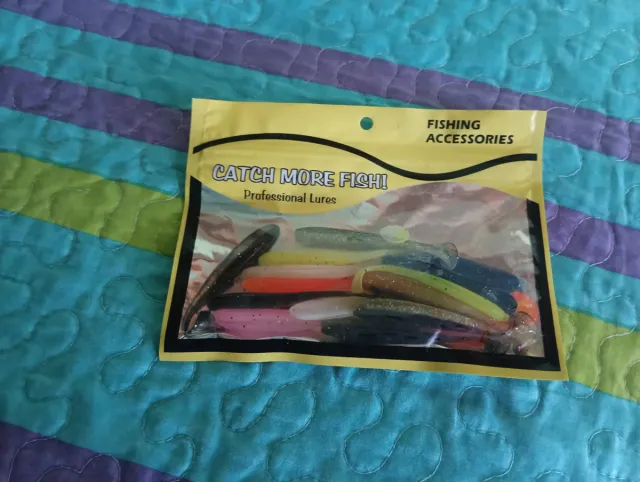 FISHING
ACCESSORIES
CATCH MORE FISH!
Professional Lures